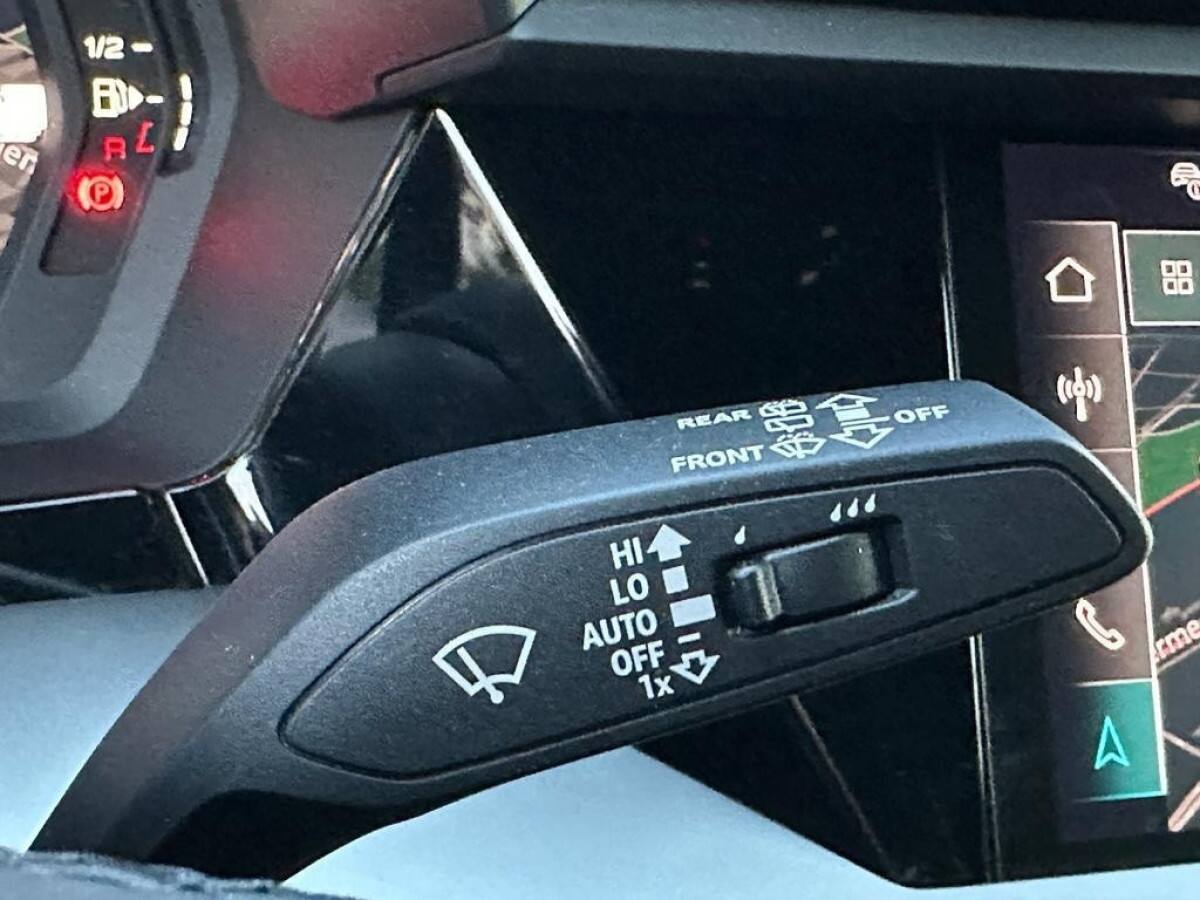 1/2
P
REAR
OFF
FRONT
HI
LO
AUTO
OFF
1x